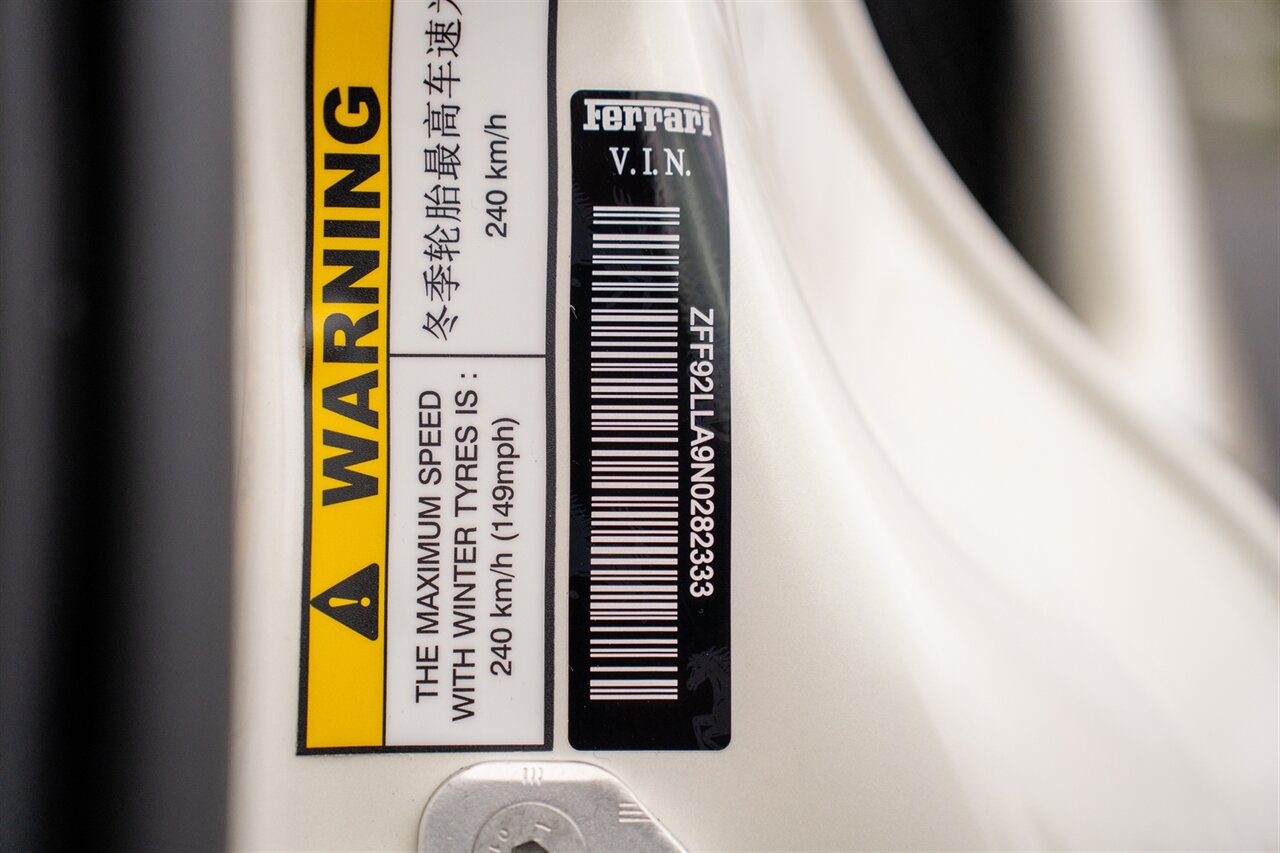 WARNING
冬季轮胎最高车速为
240 km/h
THE MAXIMUM SPEED
WITH WINTER TYRES IS :
240 km/h (149mph)
Ferrari
V.I.N.
ZFF92LLA9N0282333